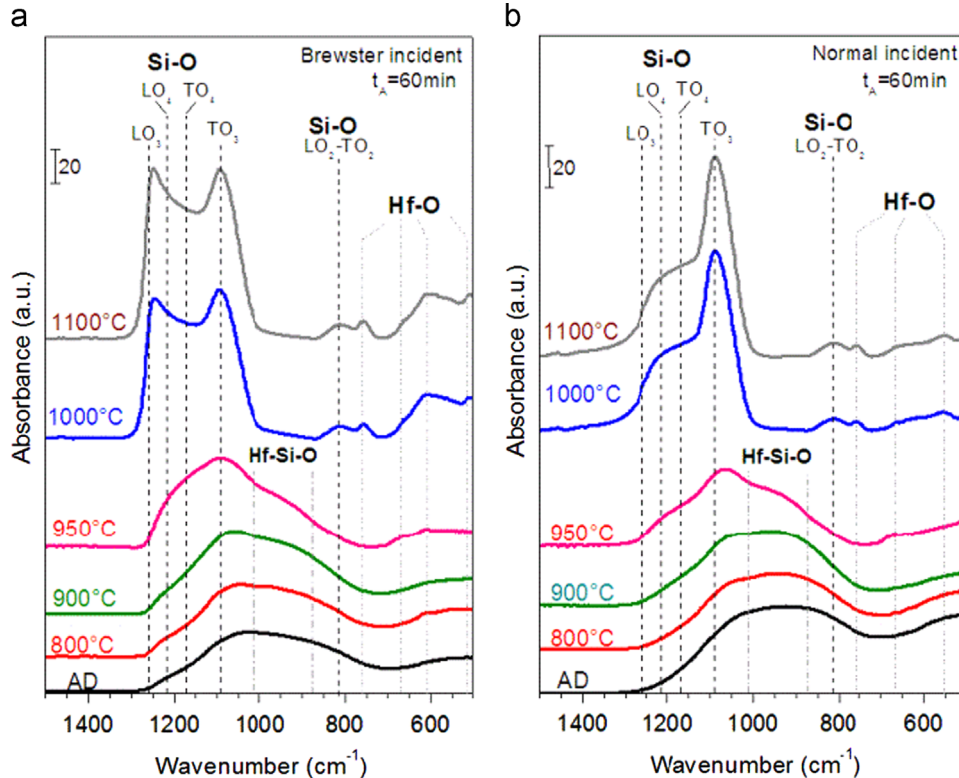 a
Brewster incident
t_A=60min
Si-O
LO₄
TO₄
LO₃
TO₃
Si-O
LO₂-TO₂
Hf-O
20
1100°C
1000°C
Hf-Si-O
950°C
900°C
800°C
AD
Absorbance (a.u.)
1400 1200 1000 800 600
Wavenumber (cm⁻¹)
b
Normal incident
t_A=60min
Si-O
LO₄
TO₄
LO₃
TO₃
Si-O
LO₂-TO₂
Hf-O
20
1100°C
1000°C
Hf-Si-O
950°C
900°C
800°C
AD
Absorbance (a.u.)
1400 1200 1000 800 600
Wavenumber (cm⁻¹)